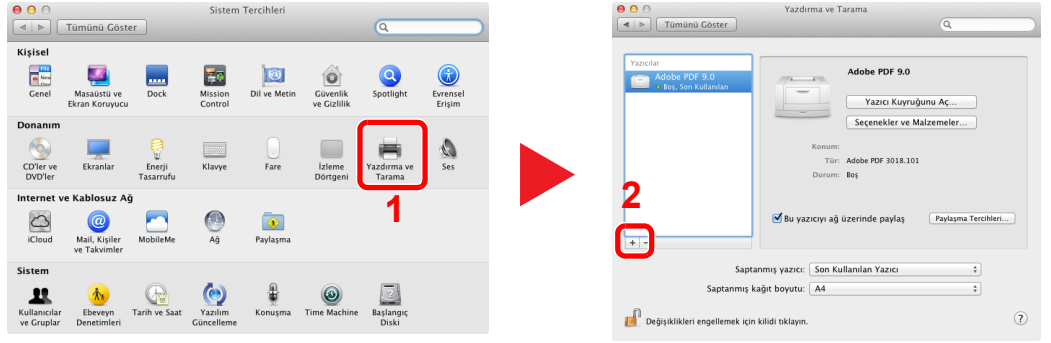 Sistem Tercihleri
Tümünü Göster
Kişisel
Genel
Masaüstü ve
Ekran Koruyucu
Dock
Mission
Control
Dil ve Metin
Güvenlik
ve Gizlilik
Spotlight
Evrensel
Erişim
Donanım
CD'ler ve
DVD'ler
Ekranlar
Enerji
Tasarrufu
Klavye
Fare
İzleme
Dörtgeni
Yazdırma ve
Tarama
Ses
1
Internet ve Kablosuz Ağ
iCloud
Mail, Kişiler
ve Takvimler
MobileMe
Ağ
Paylaşma
Sistem
Kullanıcılar
ve Gruplar
Ebeveyn
Denetimleri
Tarih ve Saat
Yazılım
Güncelleme
Konuşma
Time Machine
Başlangıç
Diski
Yazdırma ve Tarama
Tümünü Göster
Yazıcılar
Adobe PDF 9.0
Boş, Son Kullanılan
Adobe PDF 9.0
Yazıcı Kuyruğunu Aç...
Seçenekler ve Malzemeler...
Konum:
Tür: Adobe PDF 3018.101
Durum: Boş
2
Bu yazıcıyı ağ üzerinde paylaş
Paylaşma Tercihleri...
+ -
Saptanmış yazıcı: Son Kullanılan Yazıcı
Saptanmış kağıt boyutu: A4
Değişiklikleri engellemek için kilidi tıklayın.
?